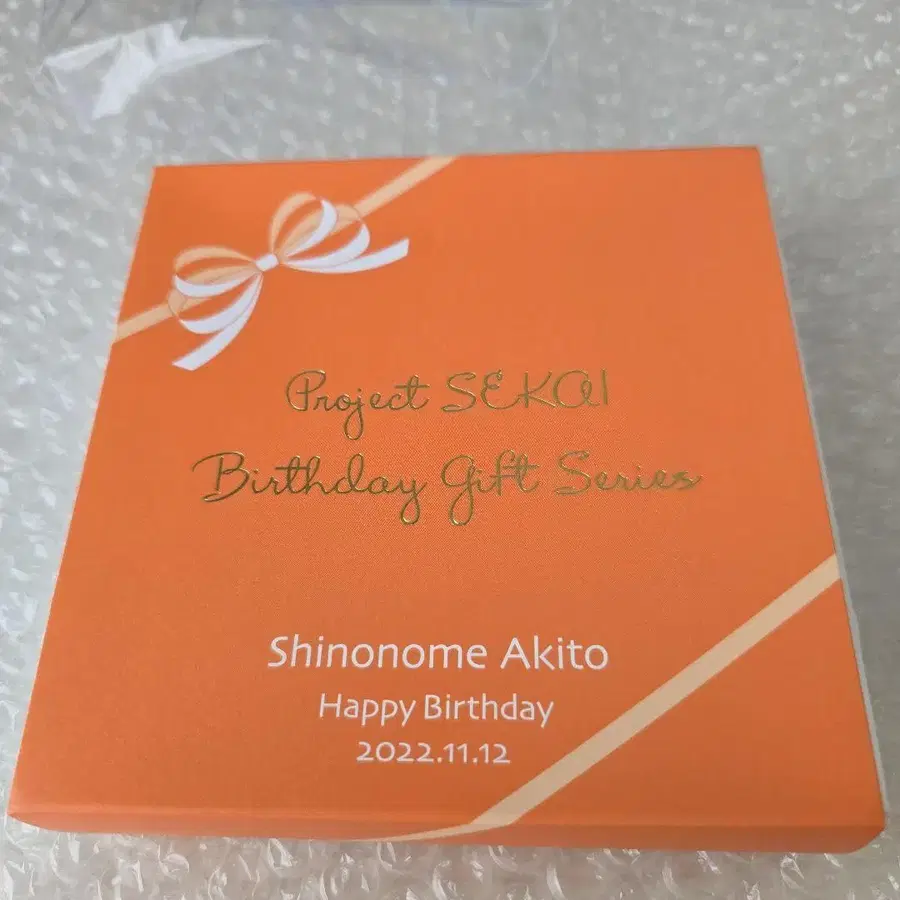 Project SEKAI
Birthday Gift Series
Shinonome Akito
Happy Birthday
2022.11.12